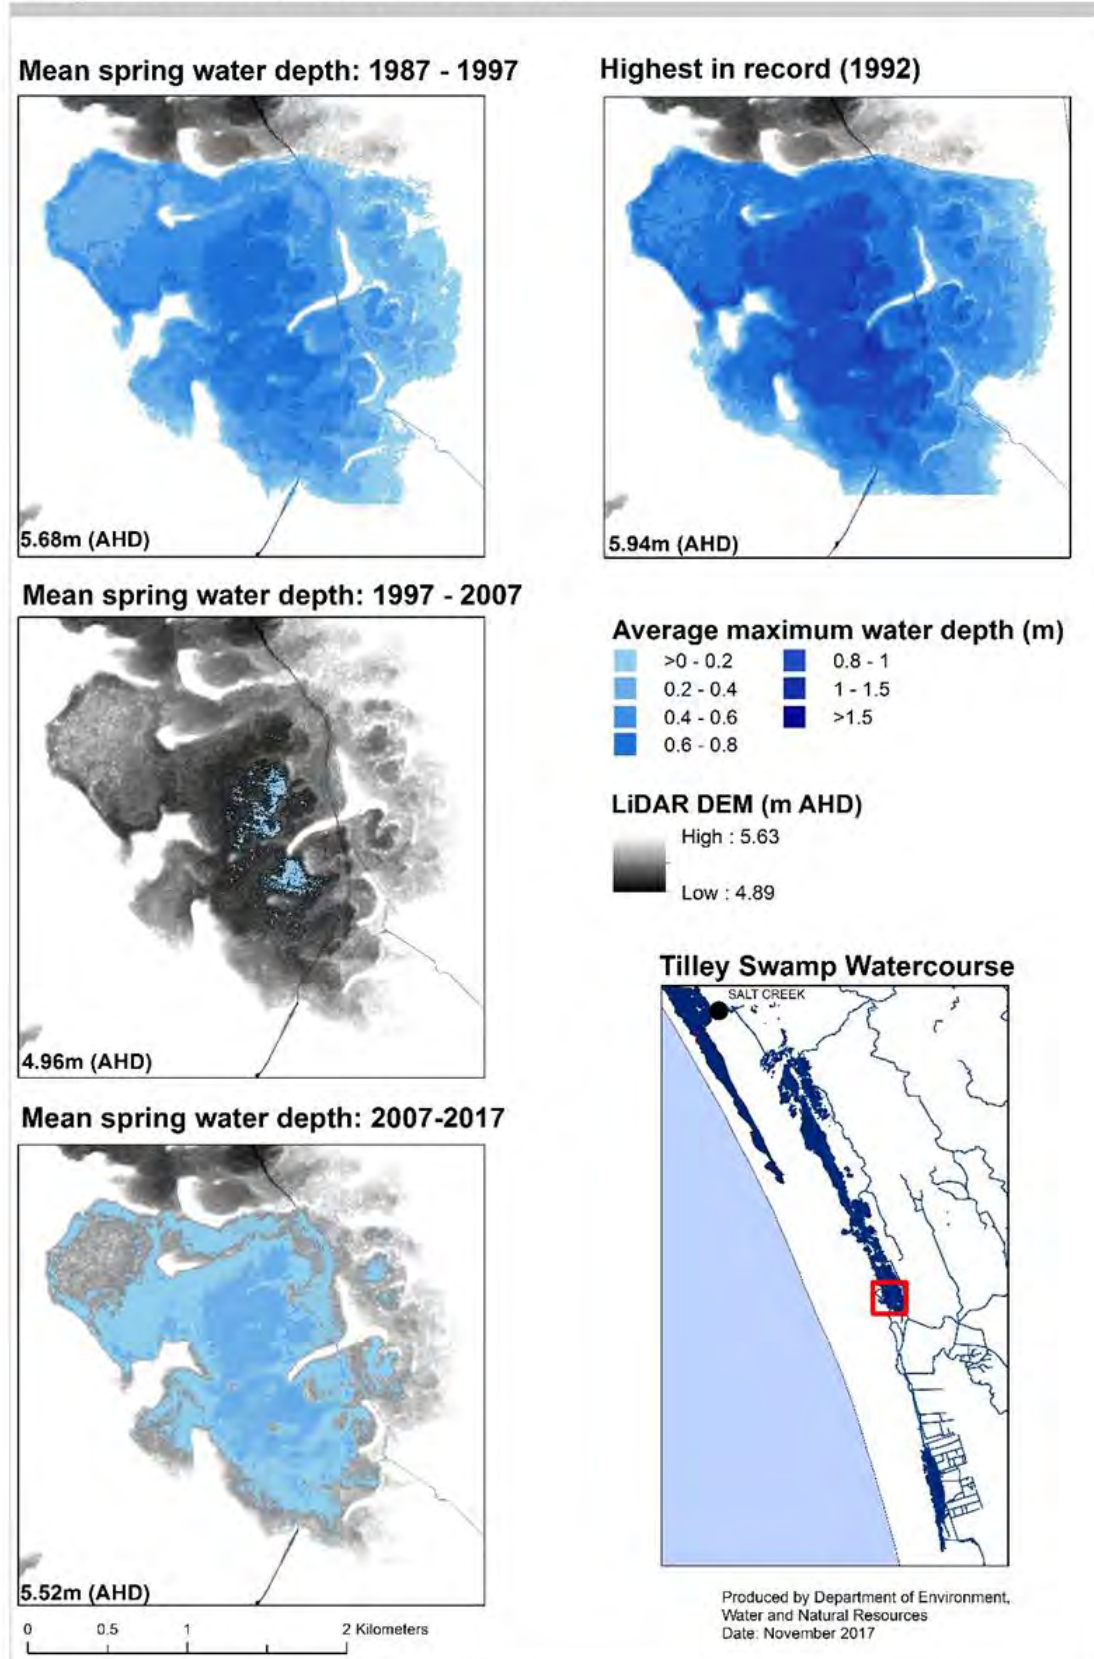 Mean spring water depth: 1987 - 1997
Highest in record (1992)
5.68m (AHD)
5.94m (AHD)
Mean spring water depth: 1997 - 2007
4.96m (AHD)
Average maximum water depth (m)
>0 - 0.2
0.2 - 0.4
0.4 - 0.6
0.6 - 0.8
0.8 - 1
1 - 1.5
>1.5
LiDAR DEM (m AHD)
High : 5.63
Low : 4.89
Mean spring water depth: 2007-2017
5.52m (AHD)
0 0.5 1 2 Kilometers
Tilley Swamp Watercourse
SALT CREEK
Produced by Department of Environment,
Water and Natural Resources
Date: November 2017